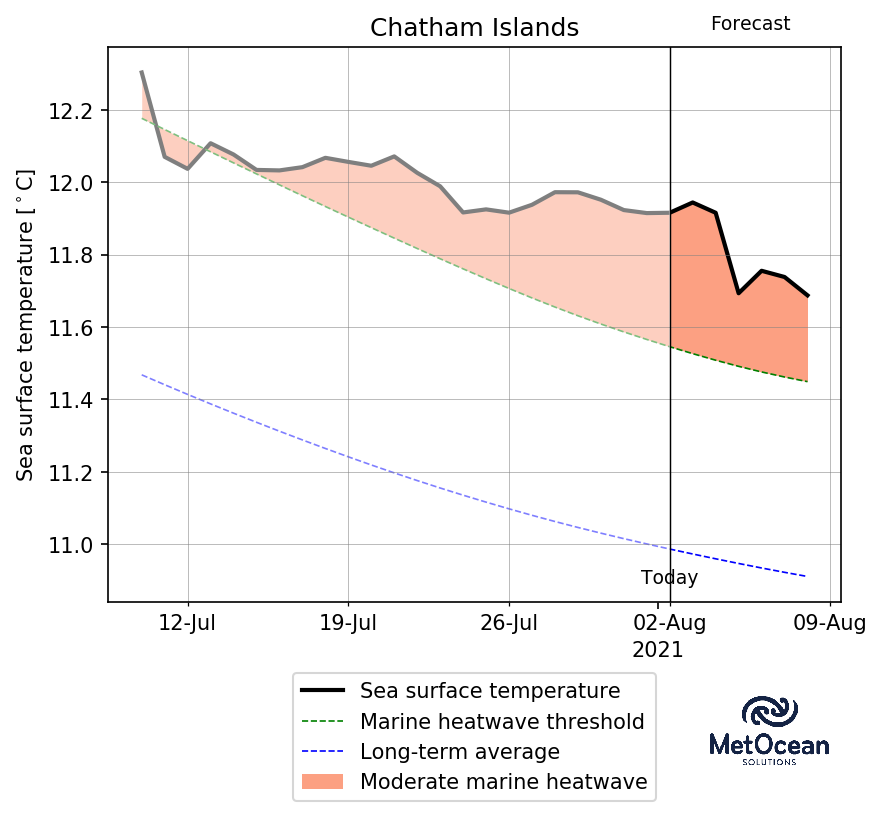 Chatham Islands
Forecast
Sea surface temperature [°C]
12.2
12.0
11.8
11.6
11.4
11.2
11.0
Today
12-Jul 19-Jul 26-Jul 02-Aug 09-Aug
2021
Sea surface temperature
Marine heatwave threshold
Long-term average
Moderate marine heatwave
MetOcean
SOLUTIONS